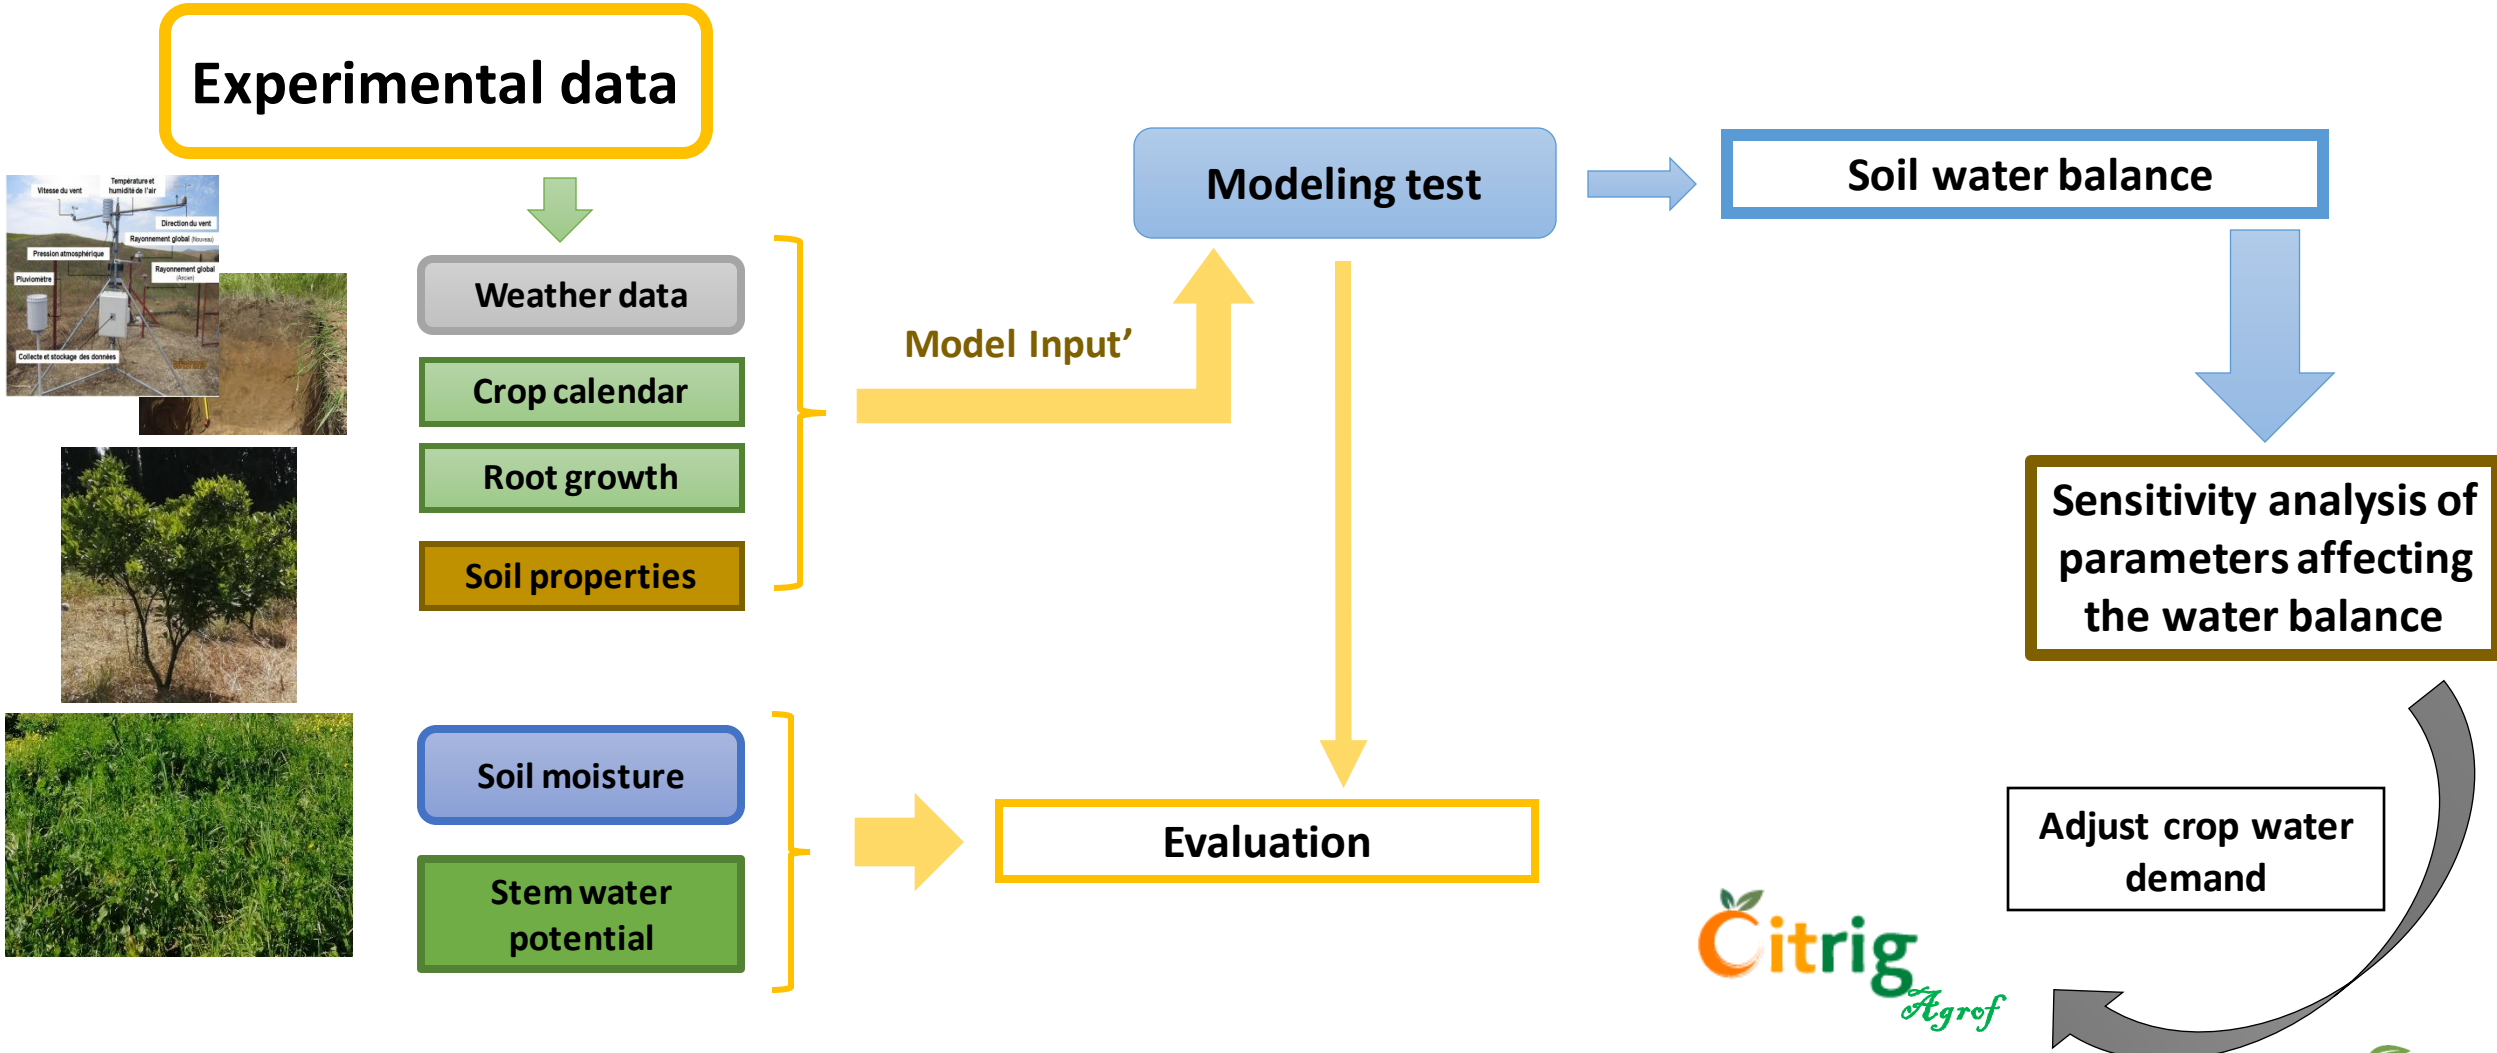 Experimental data
Vitesse du vent
Température et
humidité de l'air
Direction du vent
Rayonnement global (Nouveau)
Pression atmosphérique
Rayonnement global
(Ancien)
Pluviomètre
Collecte et stockage des données
Weather data
Crop calendar
Root growth
Soil properties
Model Input’
Modeling test
Soil water balance
Sensitivity analysis of
parameters affecting
the water balance
Soil moisture
Stem water
potential
Evaluation
Adjust crop water
demand
Citrig
Agrof